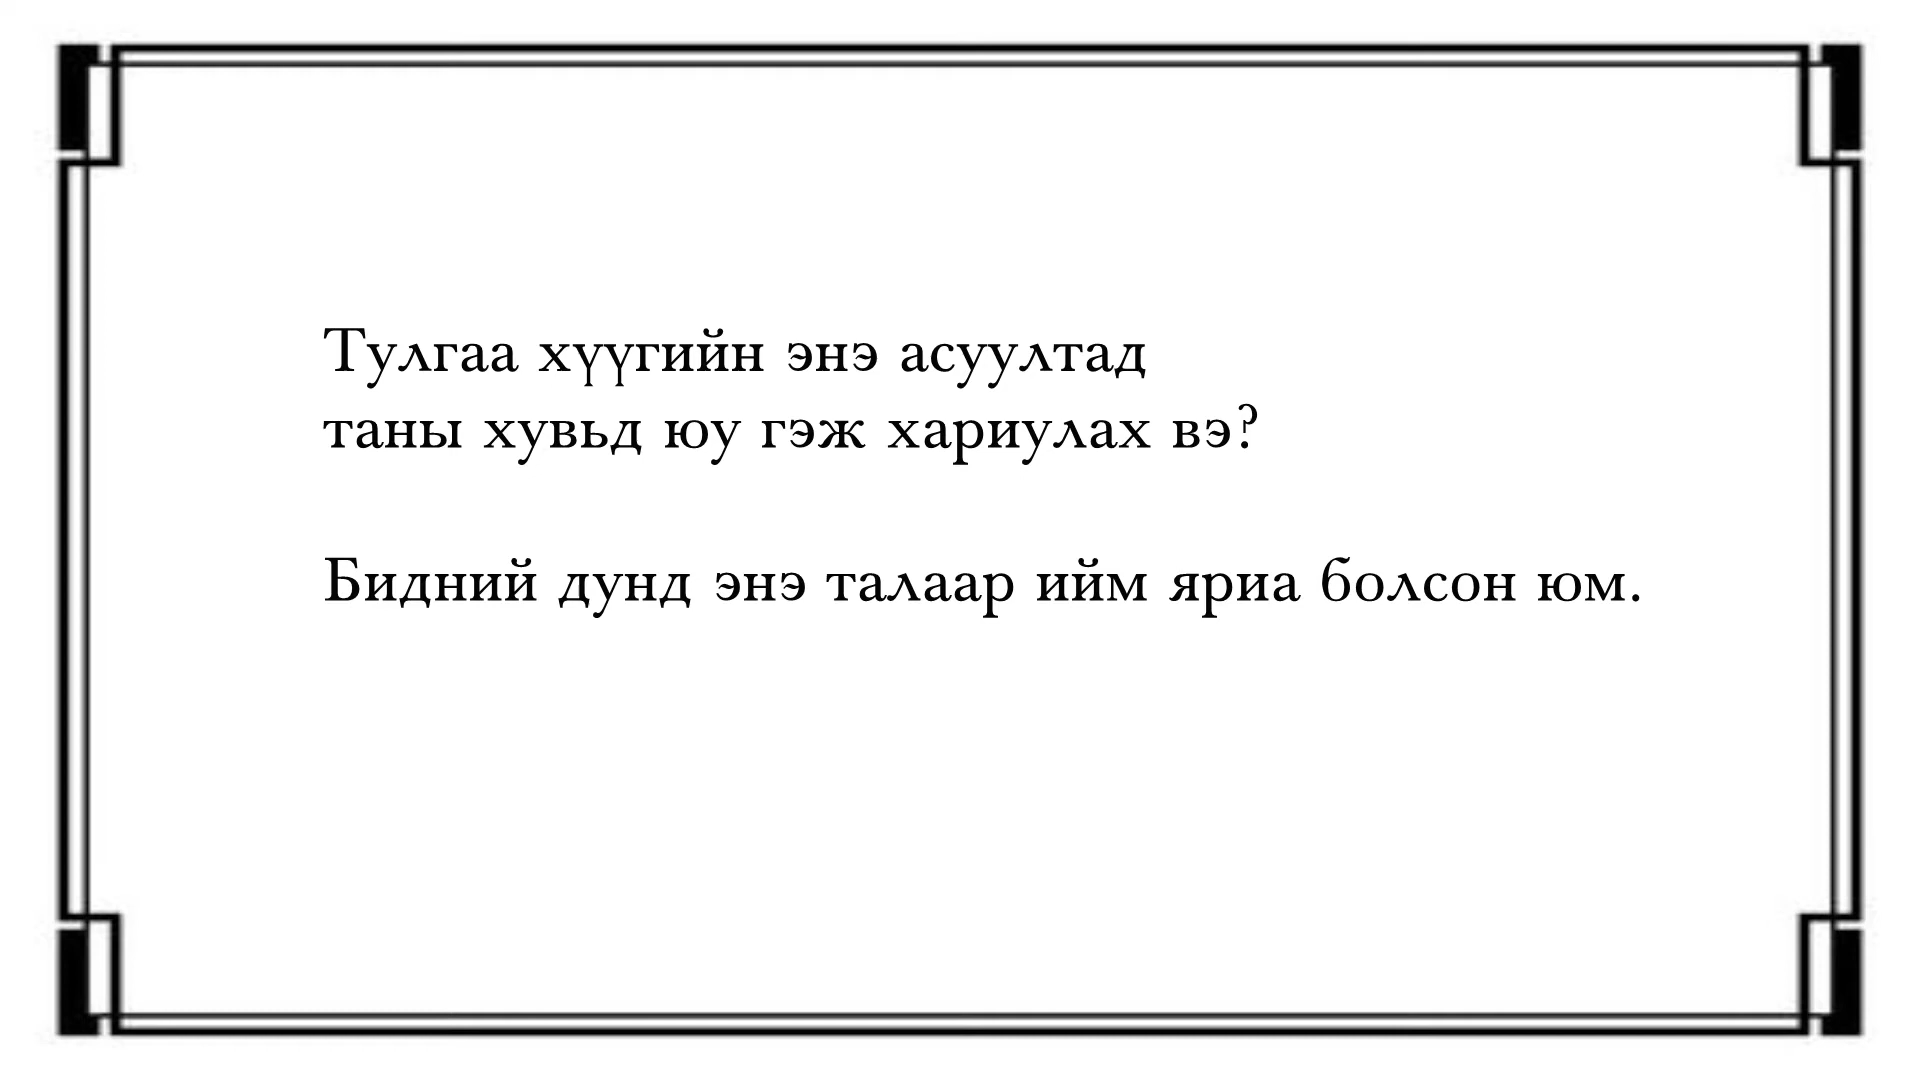 Тулгаа хүүгийн энэ асуултад
таны хувьд юу гэж хариулах вэ?
Бидний дунд энэ талаар ийм яриа болсон юм.